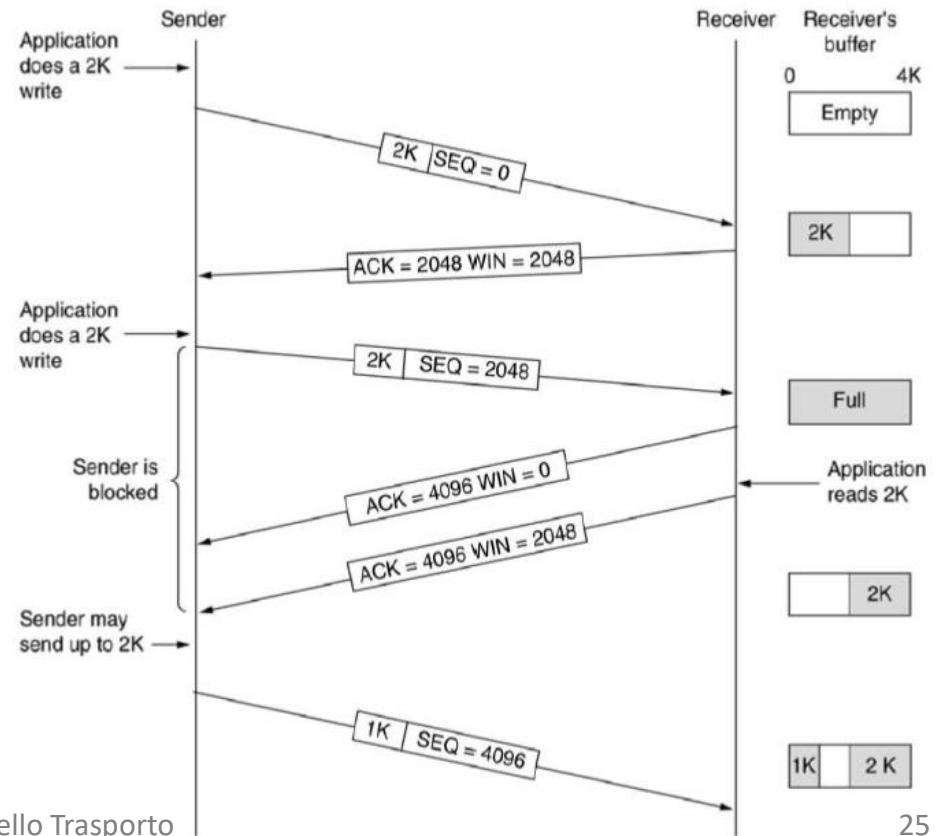 Sender
Receiver
Receiver's
buffer
Application
does a 2K
write
0 4K
Empty
2K SEQ = 0
2K
ACK = 2048 WIN = 2048
Application
does a 2K
write
2K SEQ = 2048
Full
Sender is
blocked
ACK = 4096 WIN = 0
Application
reads 2K
ACK = 4096 WIN = 2048
2K
Sender may
send up to 2K
1K SEQ = 4096
1K 2 K
ello Trasporto
25